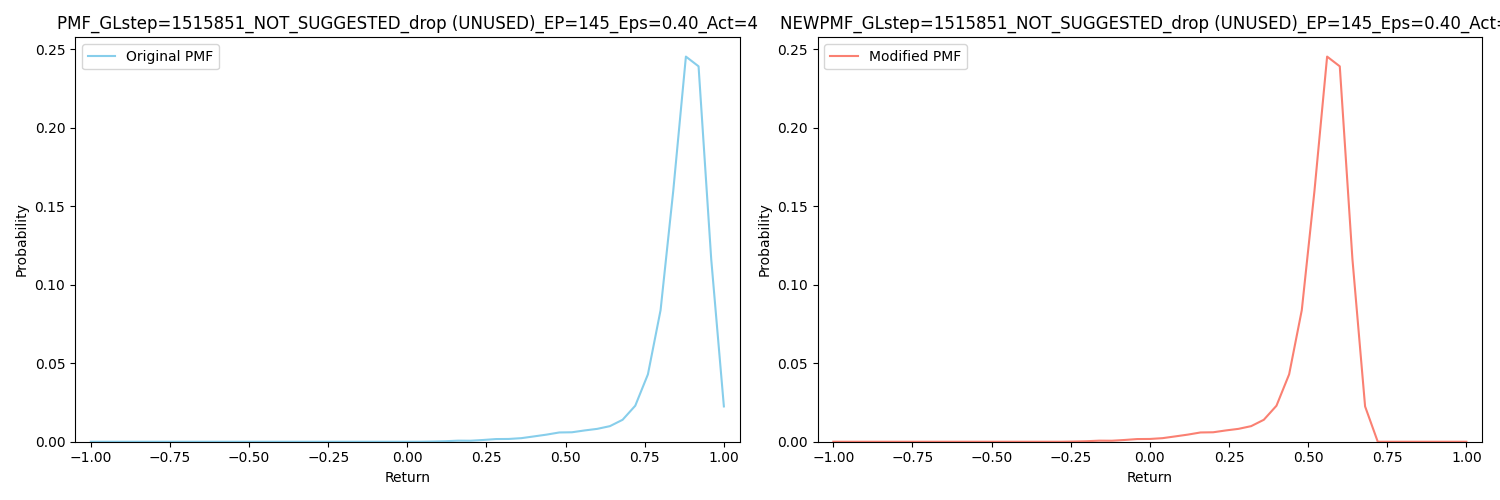 PMF_GLstep=1515851_NOT_SUGGESTED_drop (UNUSED)_EP=145_Eps=0.40_Act=4
Original PMF
0.25
0.20
0.15
0.10
0.05
0.00
Probability
−1.00 −0.75 −0.50 −0.25 0.00 0.25 0.50 0.75 1.00
Return
NEWPMF_GLstep=1515851_NOT_SUGGESTED_drop (UNUSED)_EP=145_Eps=0.40_Act=
Modified PMF
0.25
0.20
0.15
0.10
0.05
0.00
Probability
−1.00 −0.75 −0.50 −0.25 0.00 0.25 0.50 0.75 1.00
Return